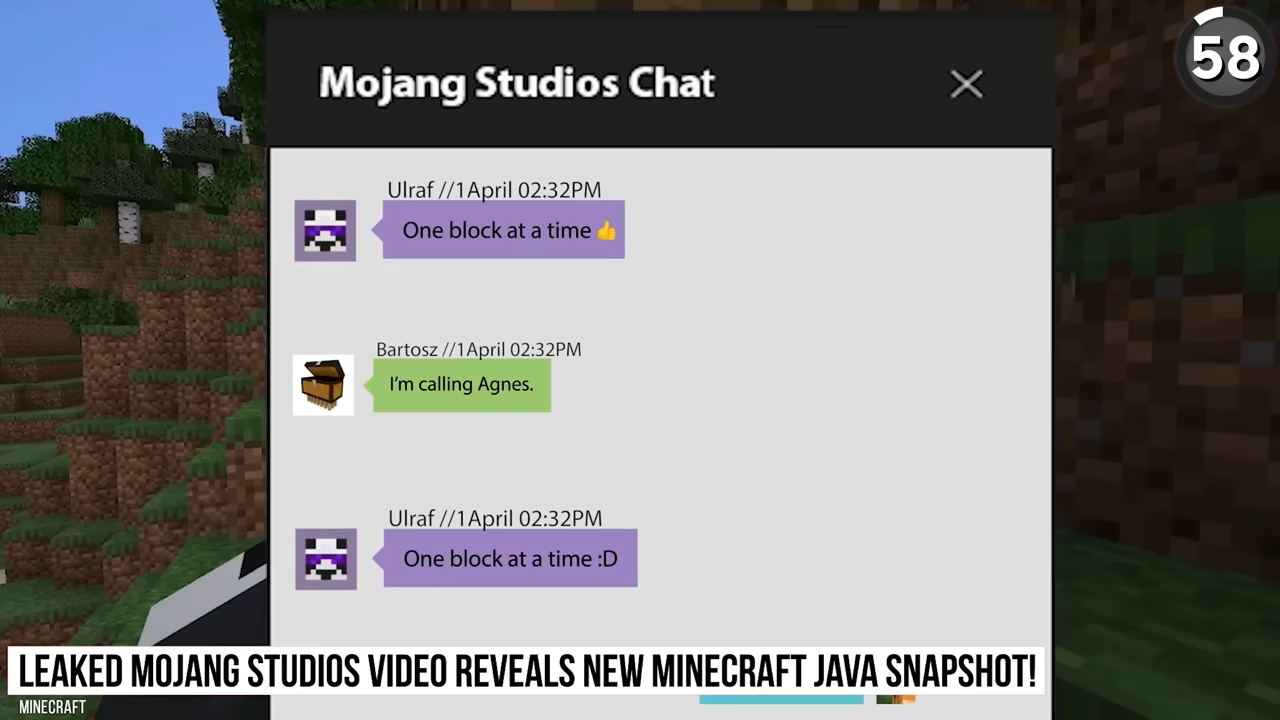 58
Mojang Studios Chat
Ulraf //1April 02:32PM
One block at a time 👍
Bartosz //1April 02:32PM
I'm calling Agnes.
Ulraf //1April 02:32PM
One block at a time :D
LEAKED MOJANG STUDIOS VIDEO REVEALS NEW MINECRAFT JAVA SNAPSHOT!
MINECRAFT